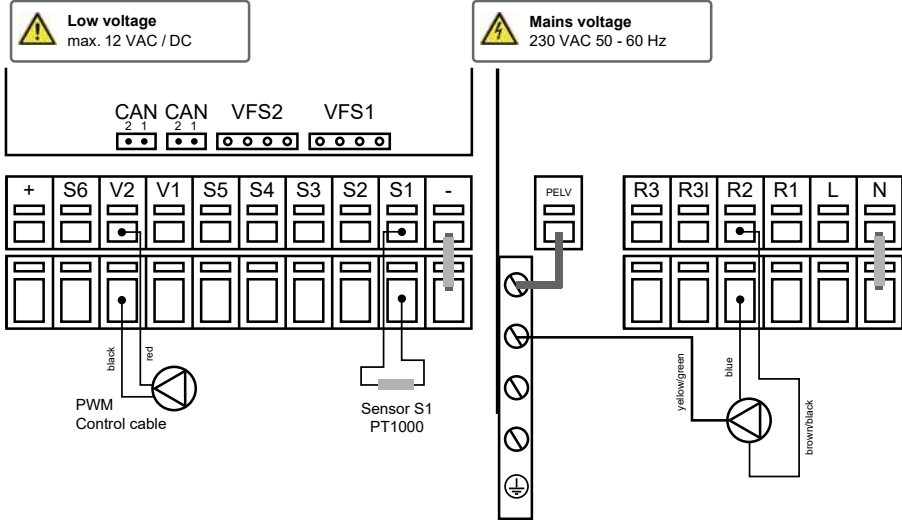 Low voltage
max. 12 VAC / DC
Mains voltage
230 VAC 50 - 60 Hz
CAN CAN VFS2 VFS1
2 1 2 1
+ S6 V2 V1 S5 S4 S3 S2 S1 -
PELV
R3 R3I R2 R1 L N
black
red
PWM
Control cable
Sensor S1
PT1000
yellow/green
blue
brown/black